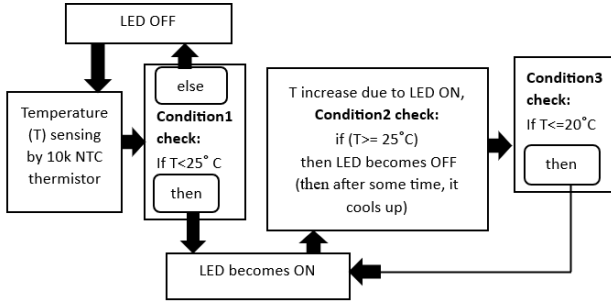 LED OFF
Temperature
(T) sensing
by 10k NTC
thermistor
else
Condition1
check:
If T<25˚ C
then
T increase due to LED ON,
Condition2 check:
if (T>= 25˚C)
then LED becomes OFF
(then after some time, it
cools up)
Condition3
check:
If T<=20℃
then
LED becomes ON